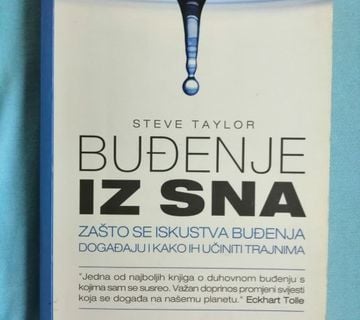 STEVE TAYLOR
BUĐENJE
IZ SNA
ZAŠTO SE ISKUSTVA BUĐENJA
DOGAĐAJU I KAKO IH UČINITI TRAJNIMA
"Jedna od najboljih knjiga o duhovnom buđenju s
kojima sam se susreo. Važan doprinos promjeni svijesti
koja se događa na našemu planetu." Eckhart Tolle